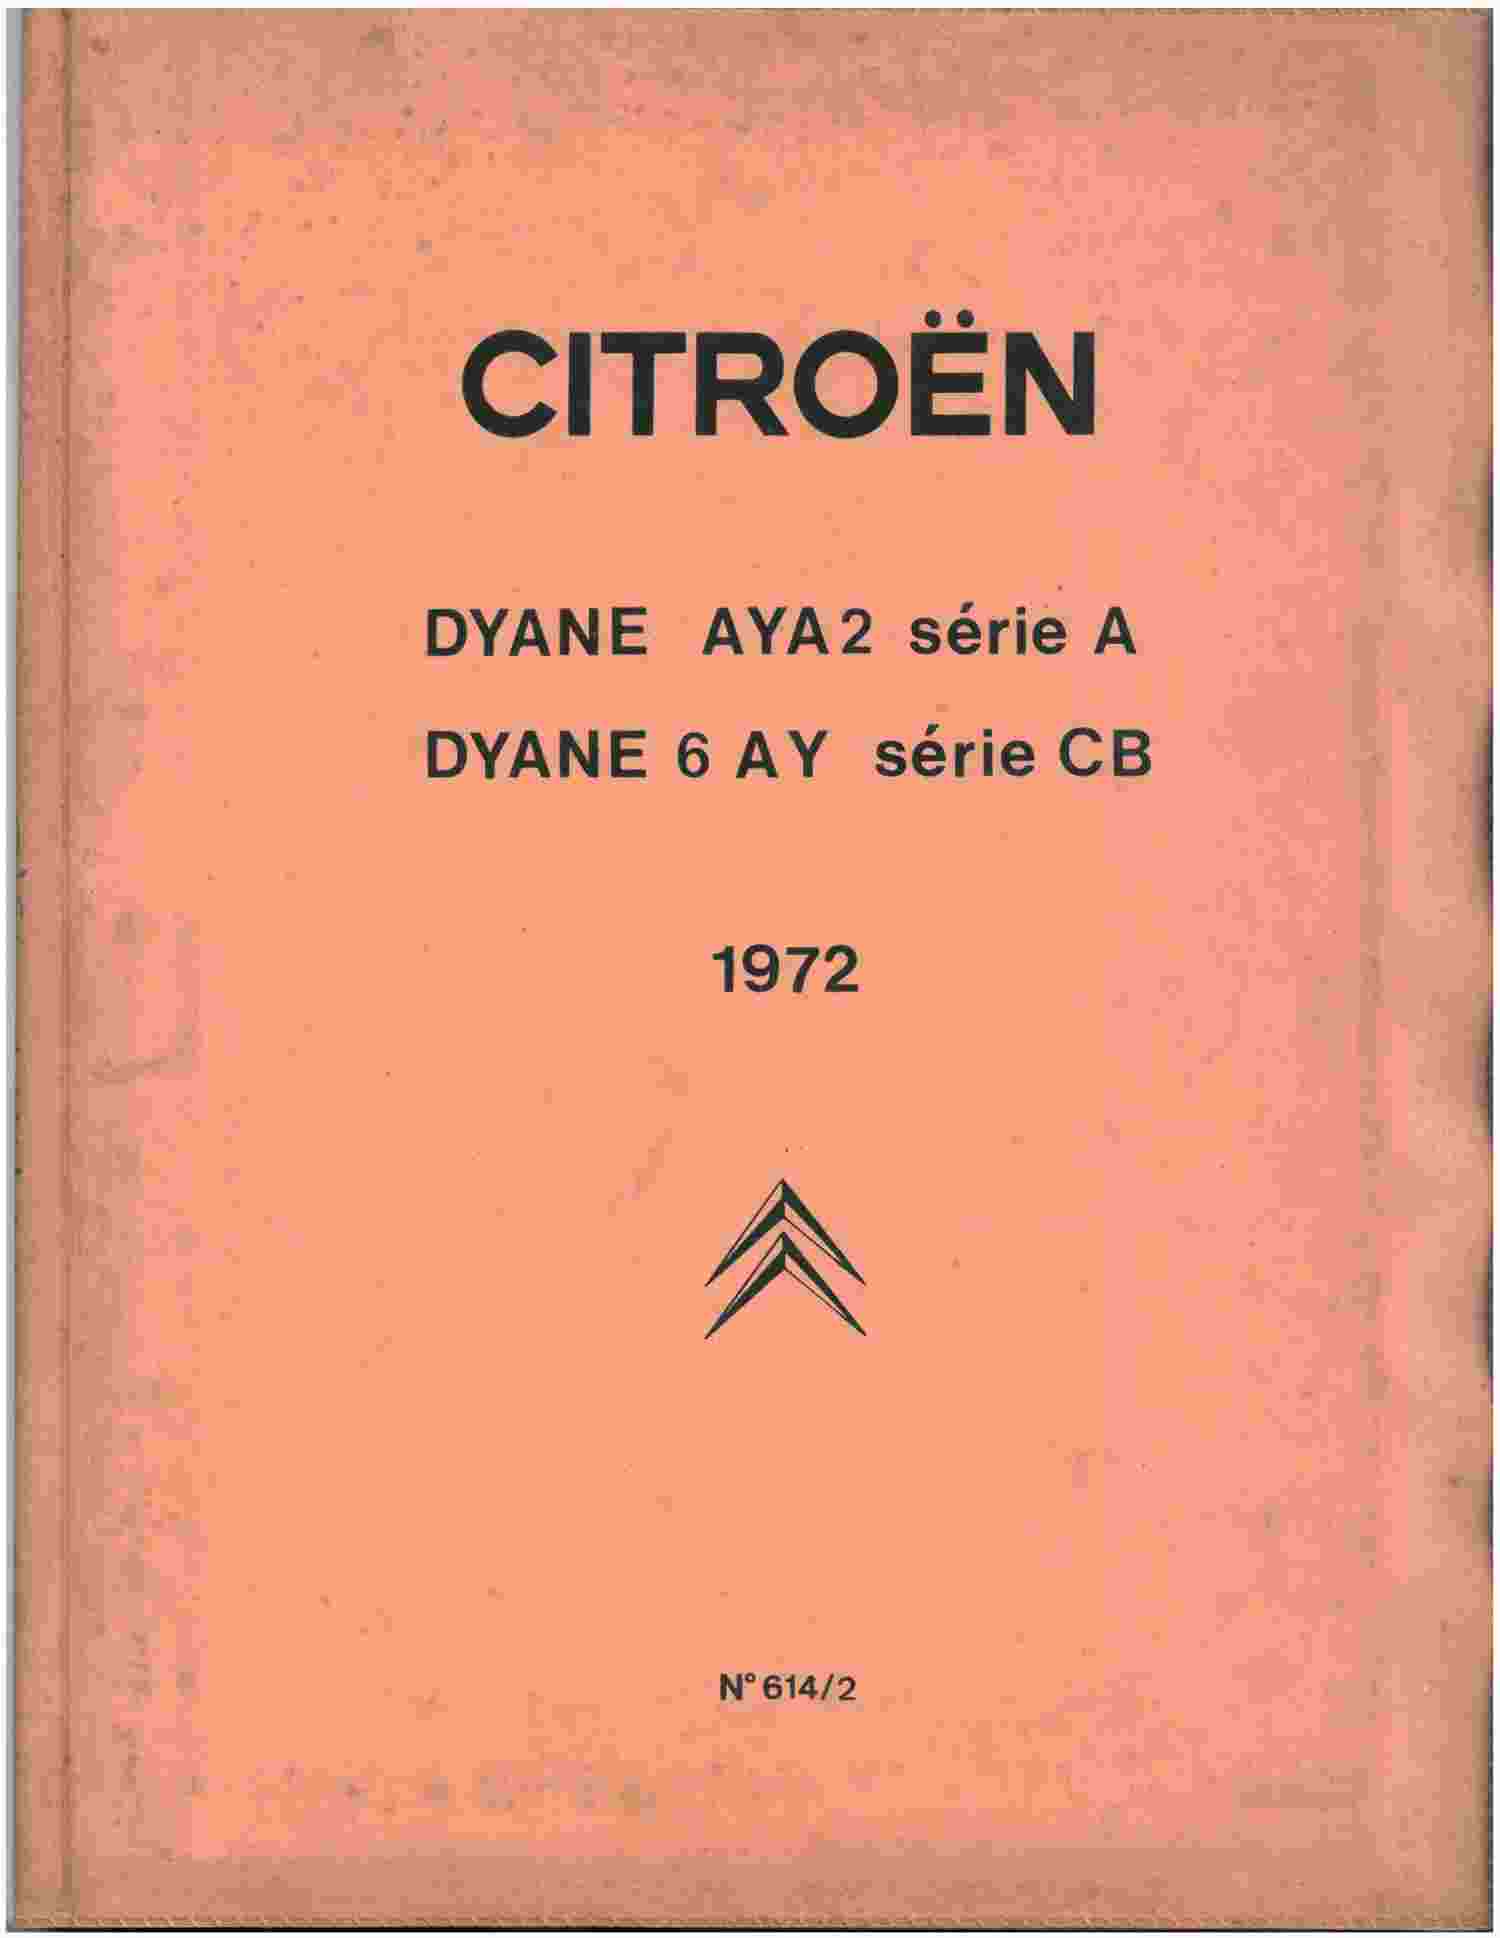 CITROËN
DYANE AYA2 série A
DYANE 6 AY série CB
1972
N° 614/2